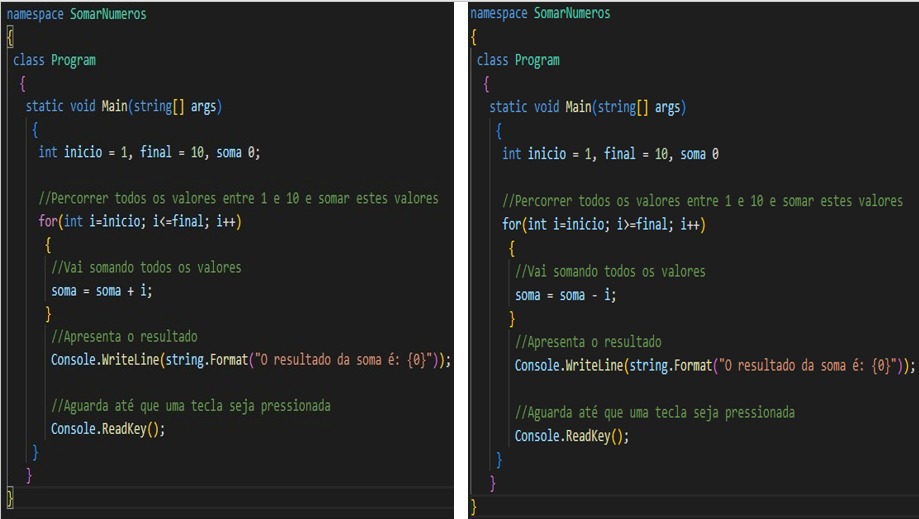 namespace SomarNumeros
{
class Program
{
static void Main(string[] args)
{
int inicio = 1, final = 10, soma 0;
//Percorrer todos os valores entre 1 e 10 e somar estes valores
for(int i=inicio; i<=final; i++)
{
//Vai somando todos os valores
soma = soma + i;
}
//Apresenta o resultado
Console.WriteLine(string.Format("O resultado da soma é: {0}"));
//Aguarda até que uma tecla seja pressionada
Console.ReadKey();
}
}
}
namespace SomarNumeros
{
class Program
{
static void Main(string[] args)
{
int inicio = 1, final = 10, soma 0
//Percorrer todos os valores entre 1 e 10 e somar estes valores
for(int i=inicio; i>=final; i++)
{
//Vai somando todos os valores
soma = soma - i;
}
//Apresenta o resultado
Console.WriteLine(string.Format("O resultado da soma é: {0}"));
//Aguarda até que uma tecla seja pressionada
Console.ReadKey();
}
}
}